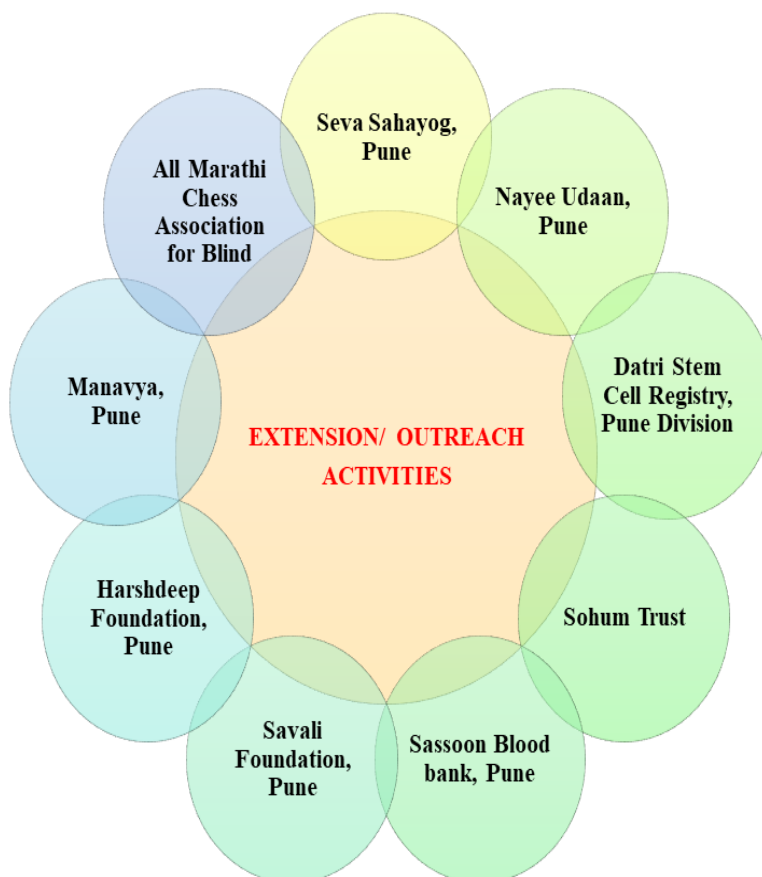 Seva Sahayog,
Pune
Nayee Udaan,
Pune
Datri Stem
Cell Registry,
Pune Division
Sohum Trust
Sassoon Blood
bank, Pune
Savali
Foundation,
Pune
Harshdeep
Foundation,
Pune
Manavya,
Pune
All Marathi
Chess
Association
for Blind
EXTENSION/ OUTREACH
ACTIVITIES